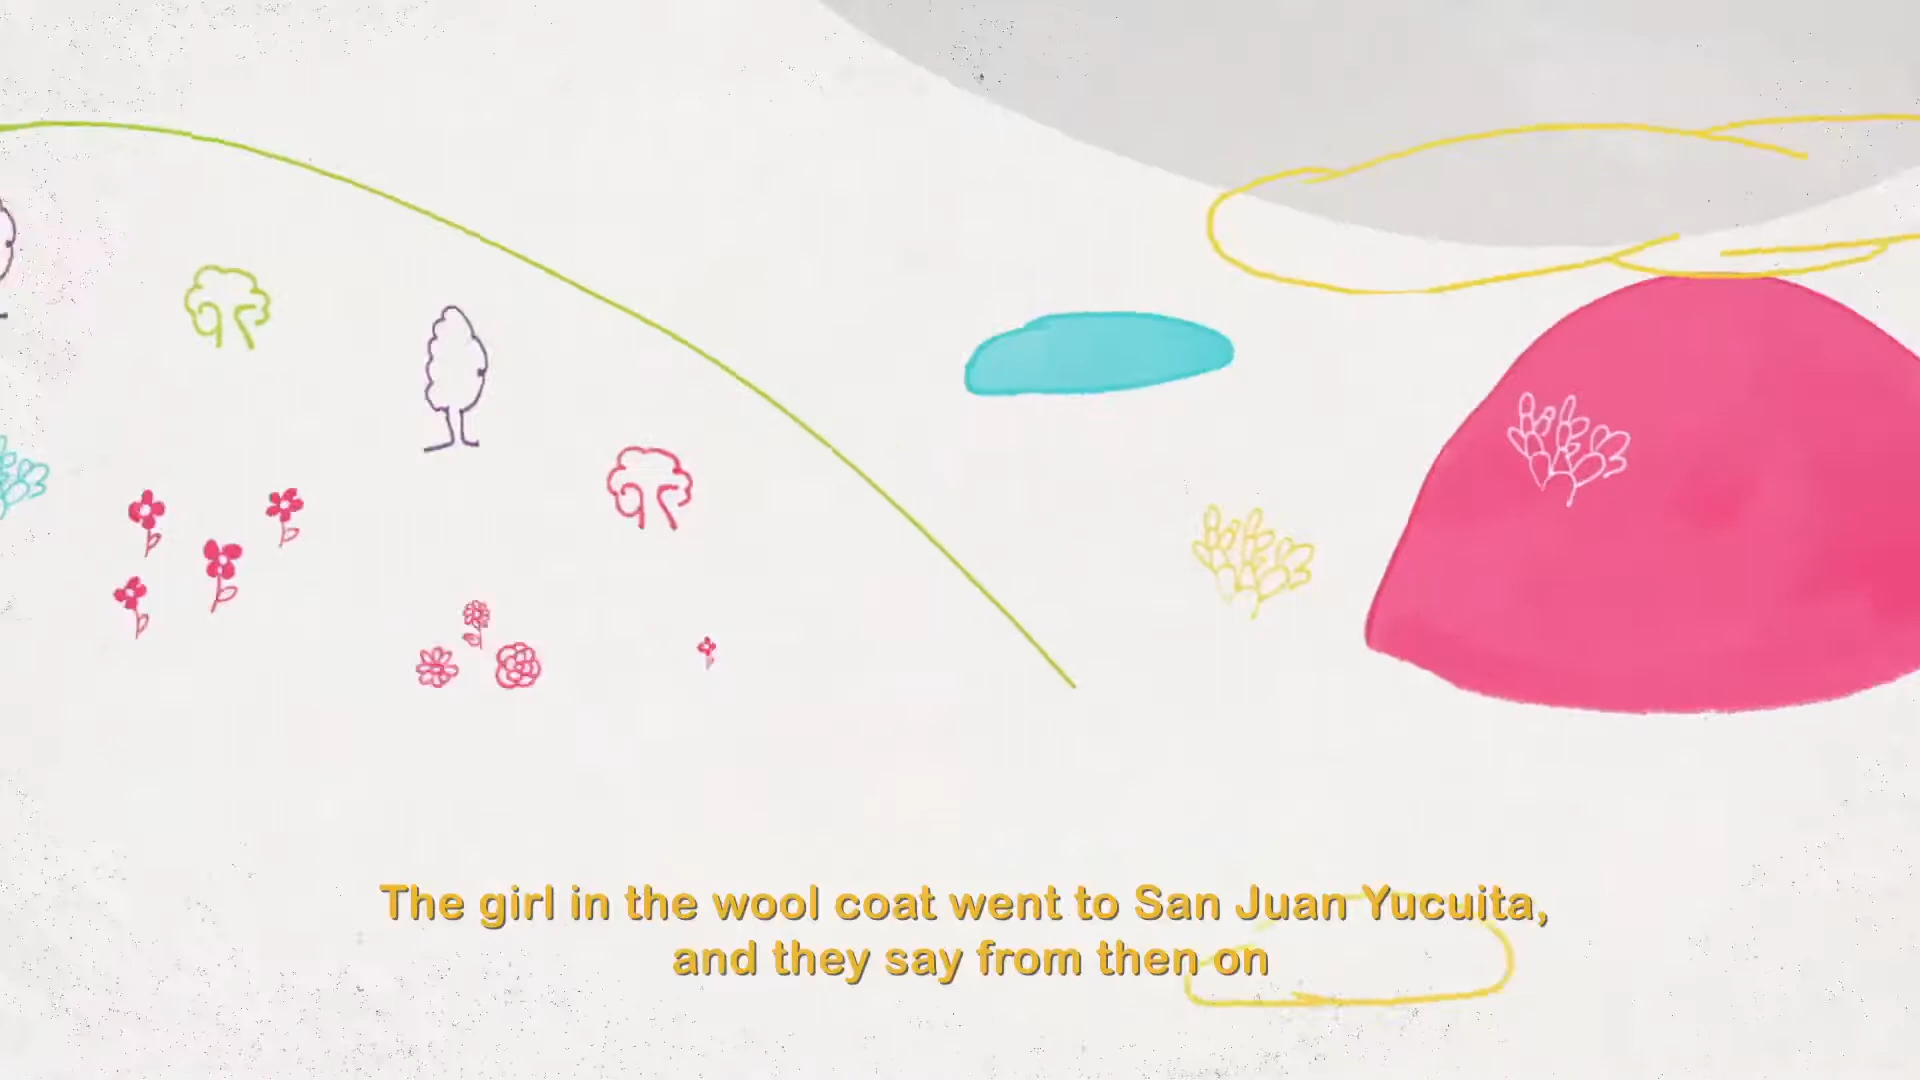 The girl in the wool coat went to San Juan Yucuita,
and they say from then on